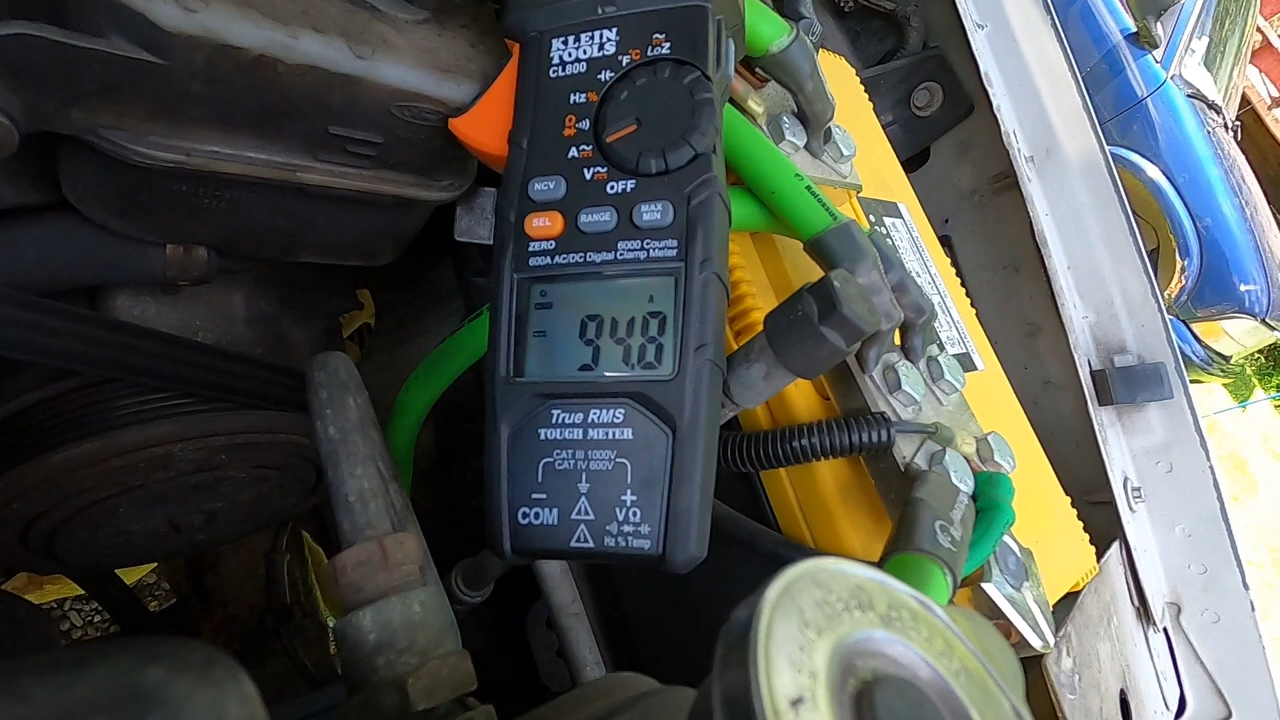 KLEIN
TOOLS
CL800
LoZ
°F°C
Hz%
A
V
OFF
NCV
SEL
RANGE
MAX
MIN
ZERO
6000 Counts
600A AC/DC Digital Clamp Meter
A
94.8
True RMS
TOUGH METER
CAT III 1000V
CAT IV 600V
COM
VΩ
Hz % Temp
Kolossus